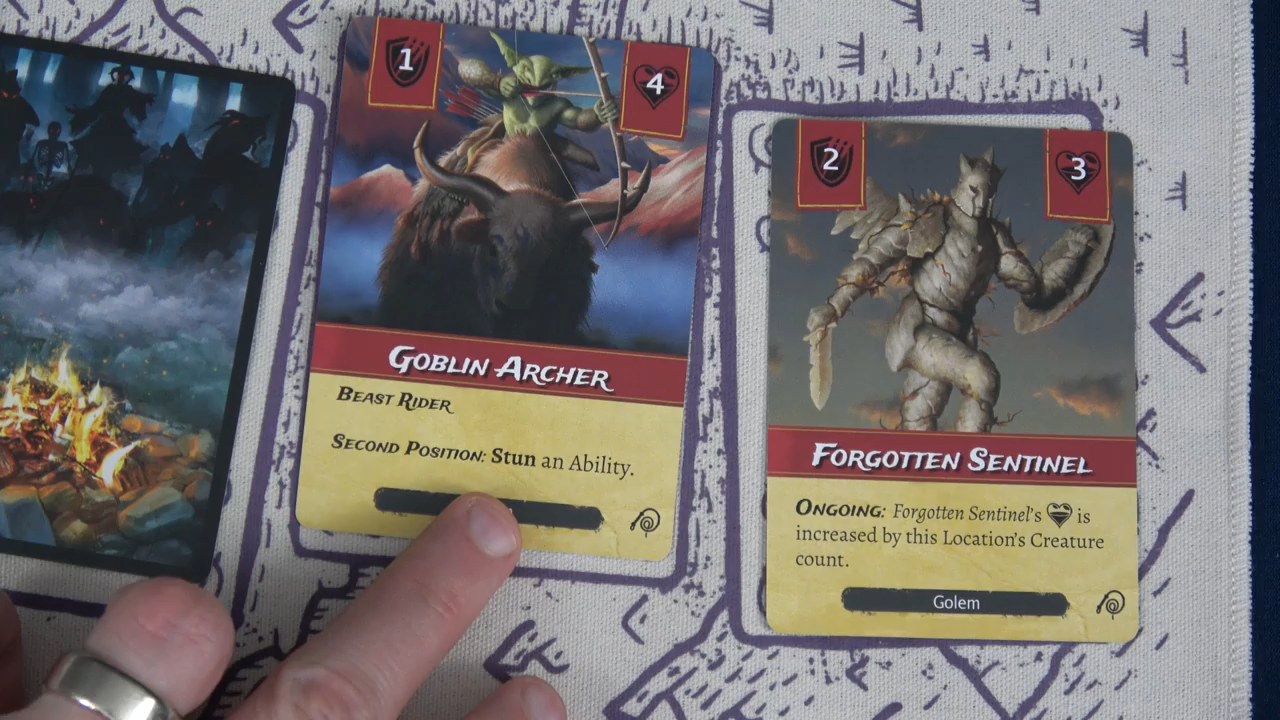 1
4
Goblin Archer
Beast Rider
Second Position: Stun an Ability.
2
3
Forgotten Sentinel
Ongoing: Forgotten Sentinel's is
increased by this Location's Creature
count.
Golem